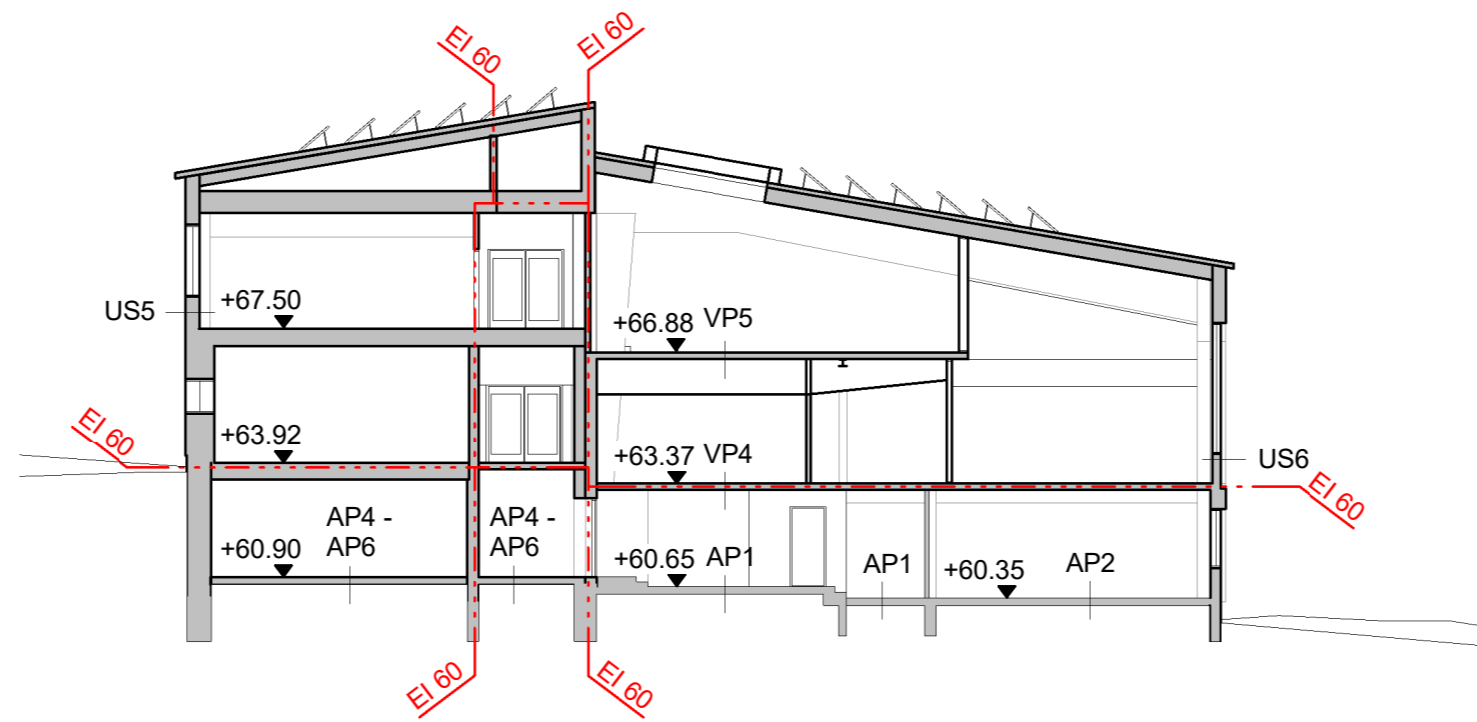 EI 60
EI 60
US5
+67.50
+66.88 VP5
EI 60
+63.92
+63.37 VP4
US6
EI 60
AP4 -
AP6
AP4 -
AP6
+60.90
+60.65 AP1
AP1
+60.35
AP2
EI 60
EI 60